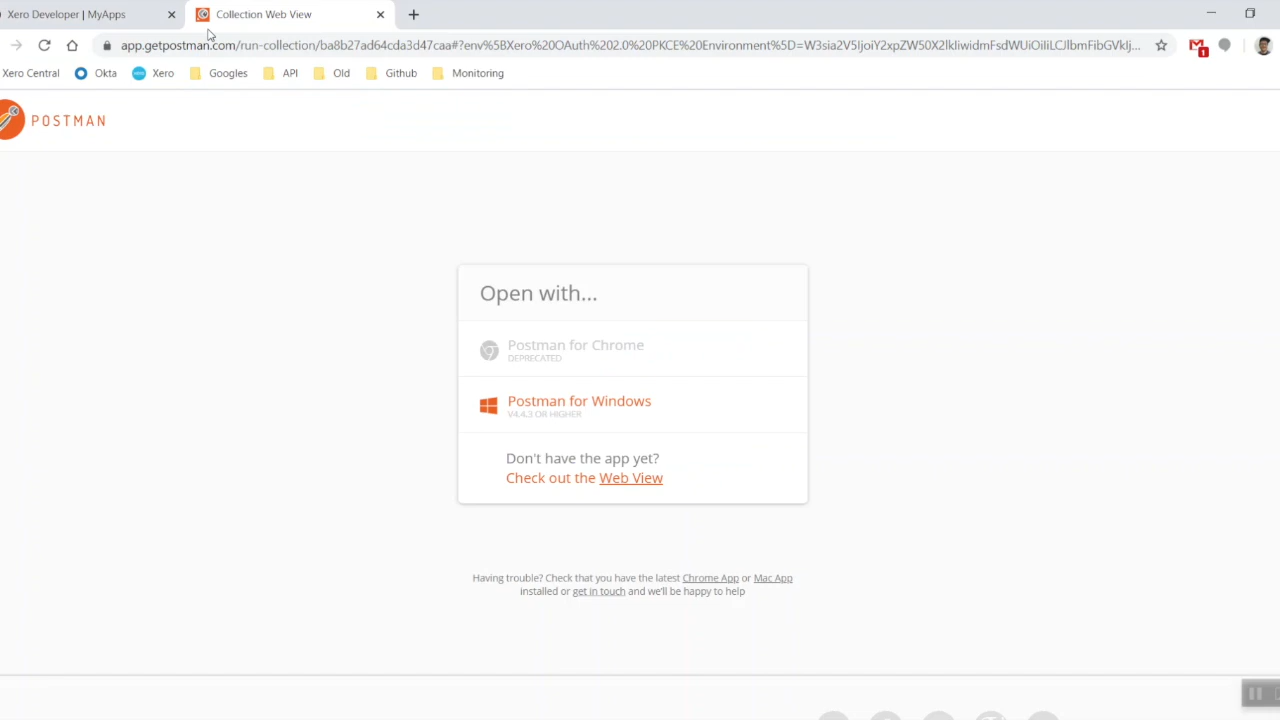 Xero Developer | MyApps
Collection Web View
app.getpostman.com/run-collection/ba8b27ad64cda3d47caa#?env%5BXero%20OAuth%202.0%20PKCE%20Environment%5D=
Xero Central
Okta
xero
Xero
Googles
API
Old
Github
Monitoring
1
POSTMAN
Open with...
Postman for Chrome
DEPRECATED
Postman for Windows
V4.4.3 OR HIGHER
Don't have the app yet?
Check out the Web View
Having trouble? Check that you have the latest Chrome App or Mac App
installed or get in touch and we'll be happy to help